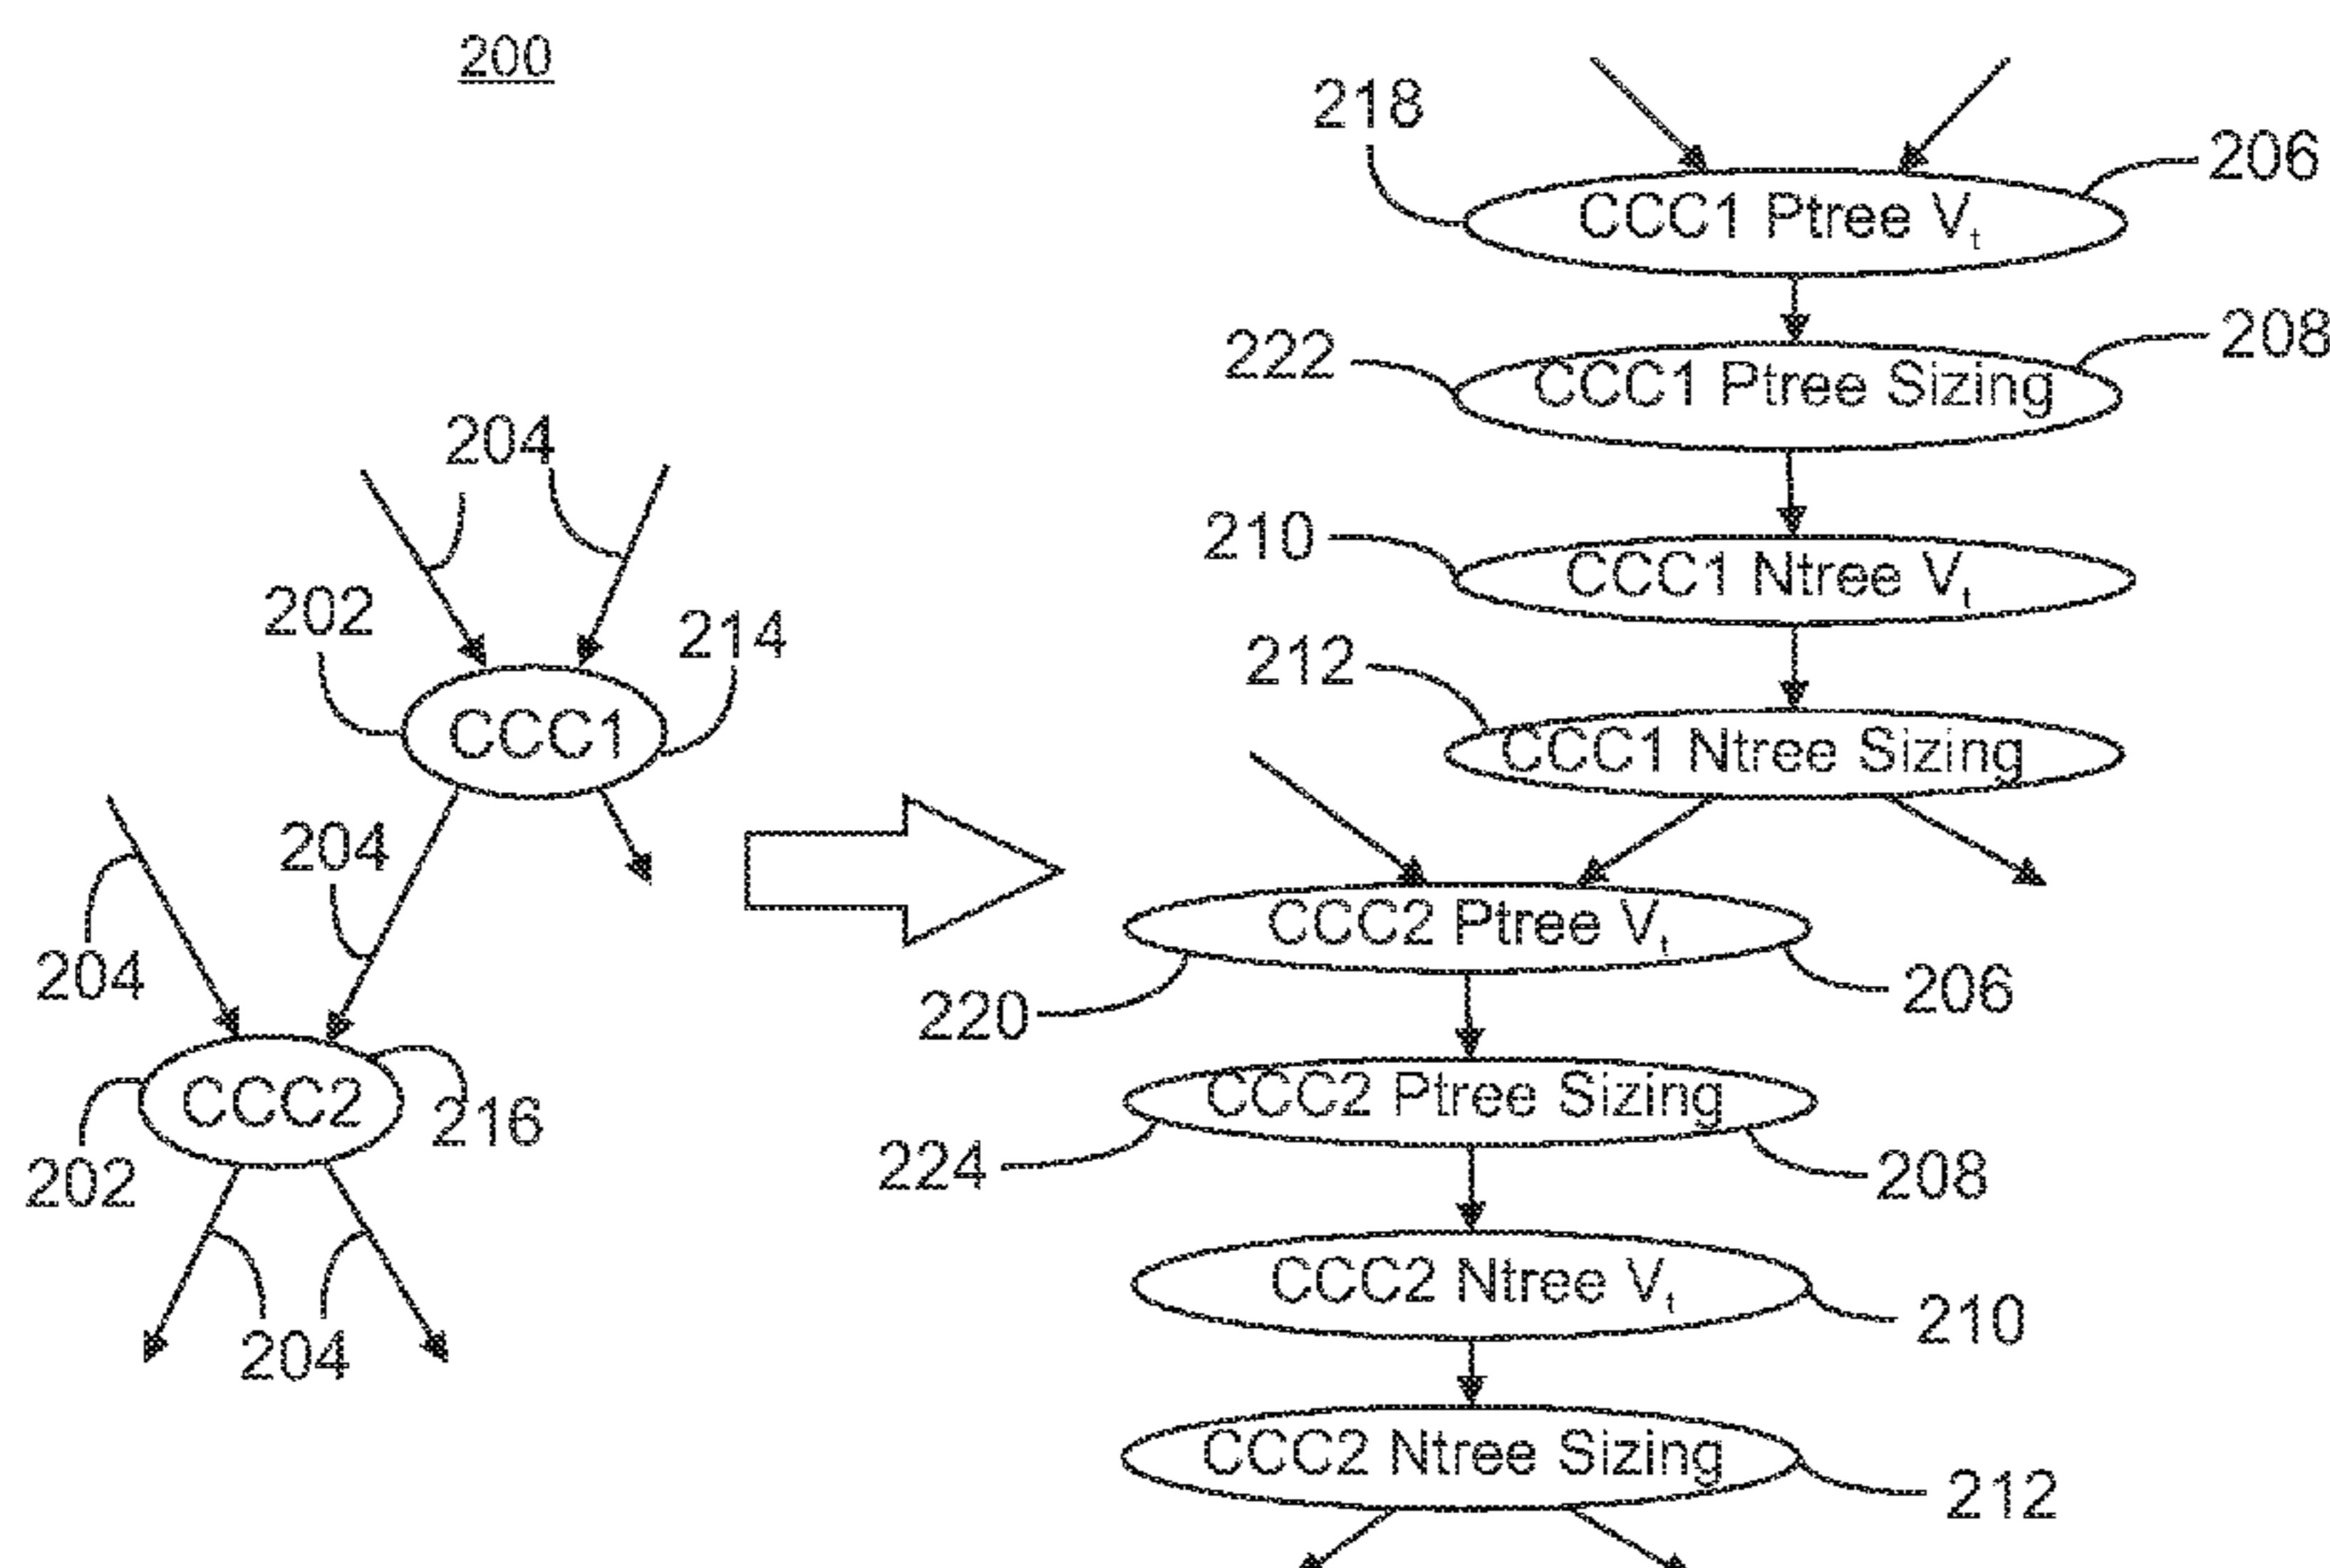 200
218
206
CCC1 Ptree Vt
222
208
CCC1 Ptree Sizing
204
210
CCC1 Ntree Vt
202
214
212
CCC1
CCC1 Ntree Sizing
204
204
CCC2 Ptree Vt
220
206
CCC2
216
CCC2 Ptree Sizing
202
224
208
CCC2 Ntree Vt
210
204
CCC2 Ntree Sizing
212